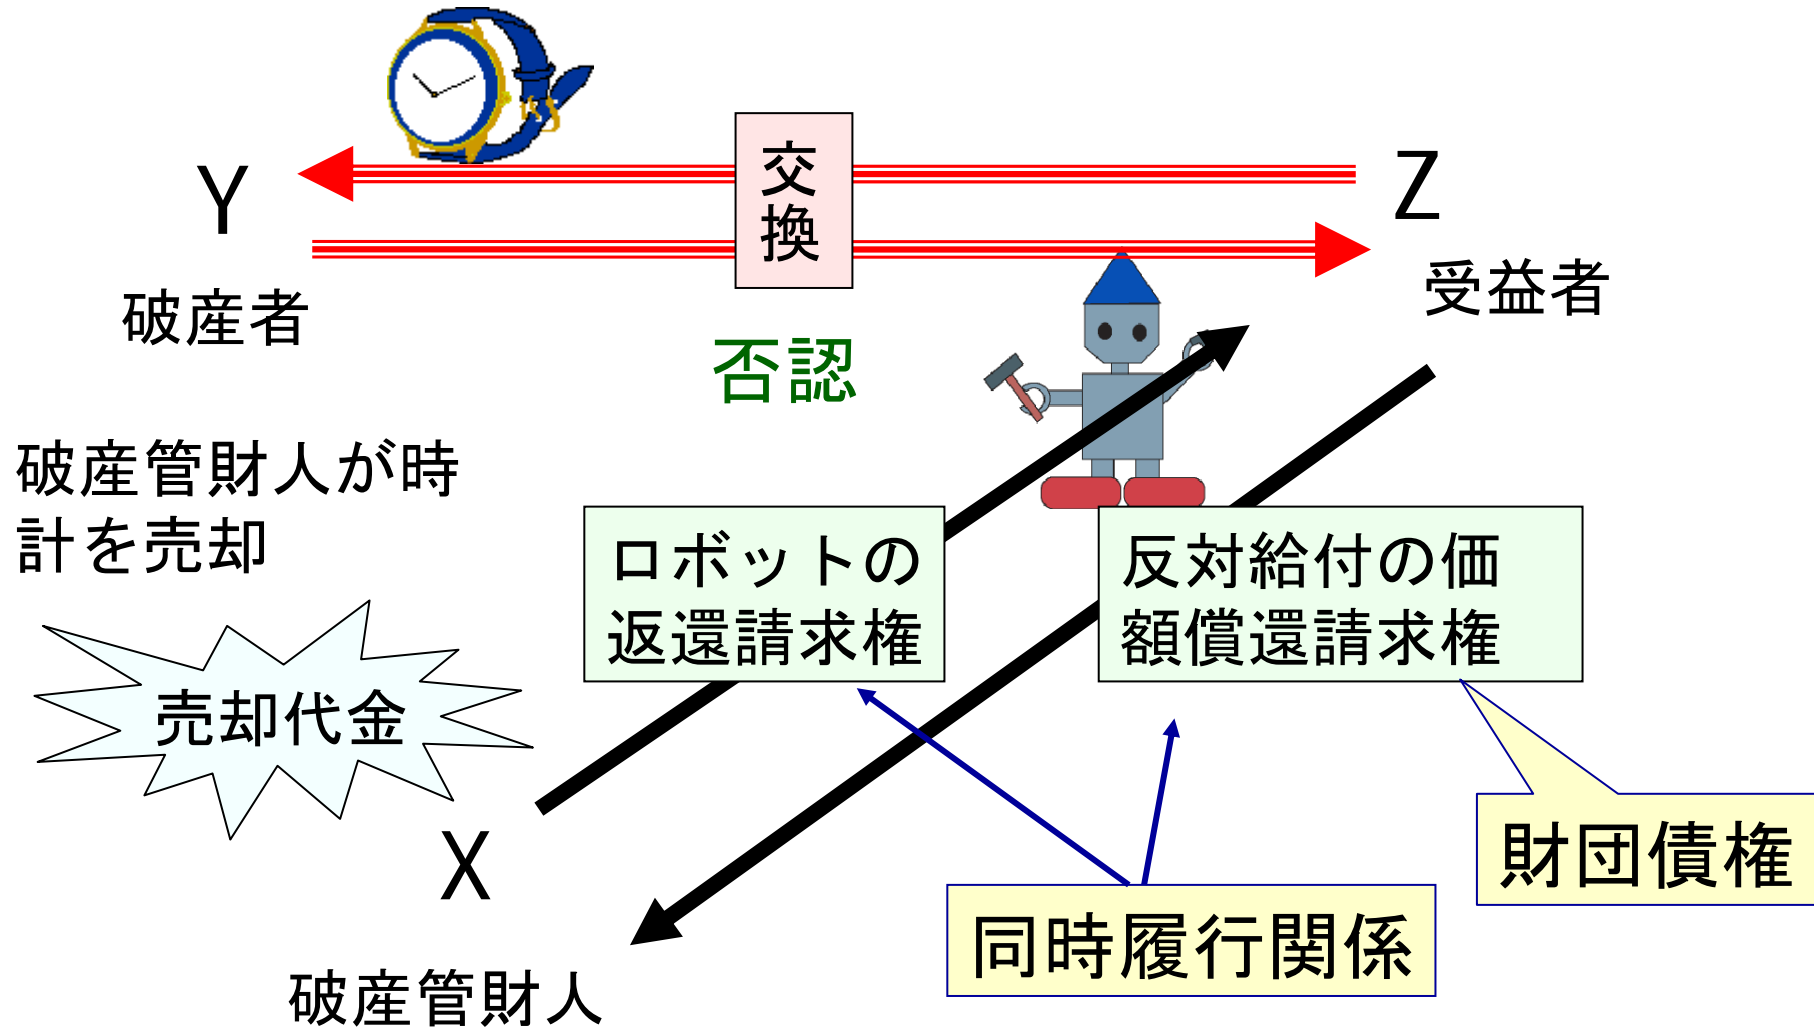 Y
破産者
交
換
Z
受益者
否認
破産管財人が時
計を売却
売却代金
ロボットの
返還請求権
反対給付の価
額償還請求権
財団債権
同時履行関係
X
破産管財人